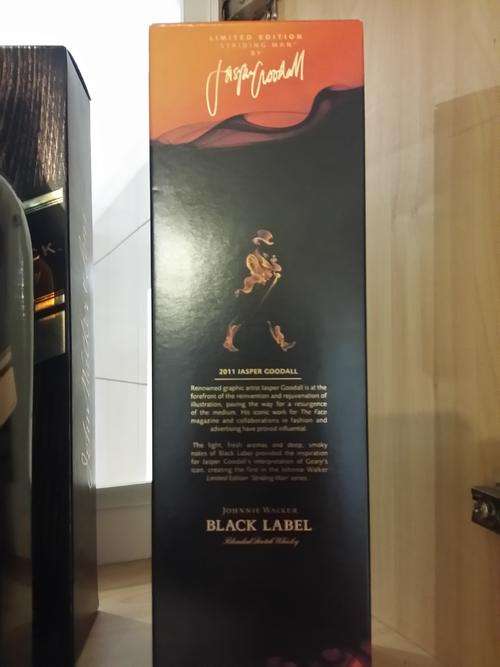 LIMITED EDITION
"STRIDING MAN"
BY
Jasper Goodall
2011 JASPER GOODALL
Renowned graphic artist Jasper Goodall is at the
forefront of the reinvention and rejuvenation of
illustration, paving the way for a resurgence
of the medium. His iconic work for The Face
magazine and collaborations in fashion and
advertising have proved influential.
The light, fresh aromas and deep, smoky
notes of Black Label provided the inspiration
for Jasper Goodall's interpretation of Geary's
icon, creating the first in the Johnnie Walker
Limited Edition 'Striding Man' series.
JOHNNIE WALKER
BLACK LABEL
Blended Scotch Whisky